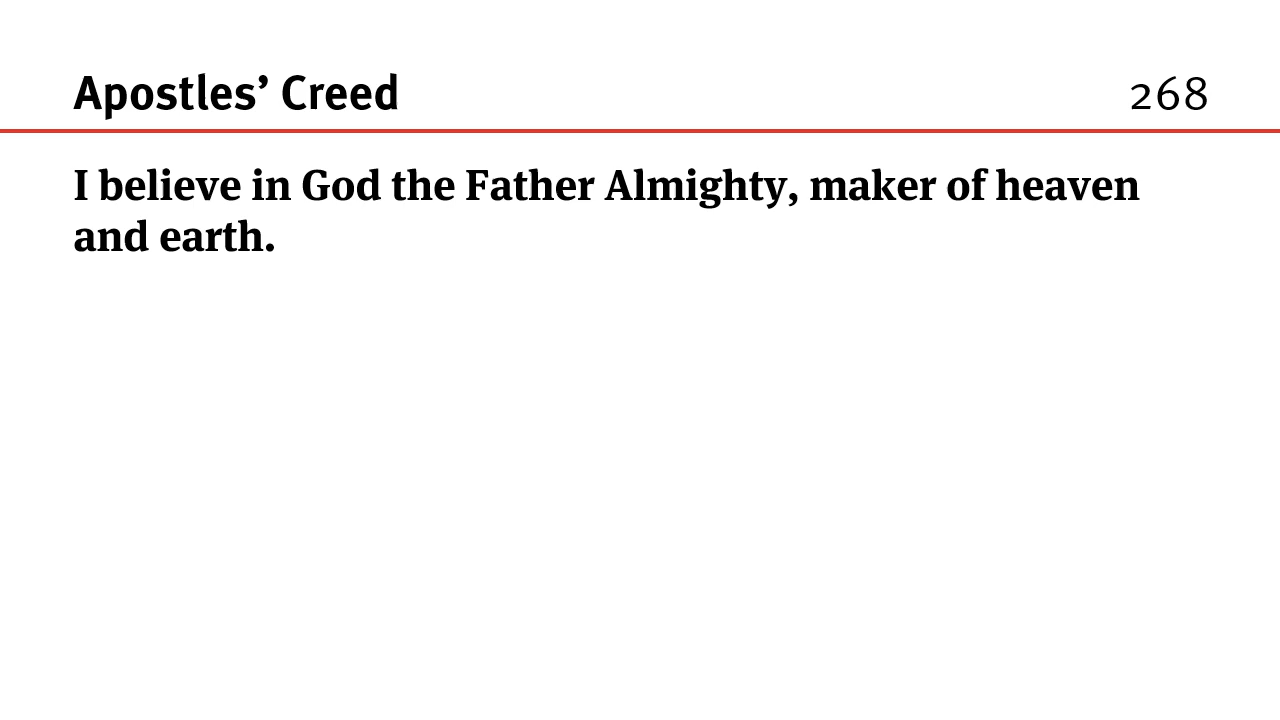 Apostles’ Creed 268
I believe in God the Father Almighty, maker of heaven
and earth.